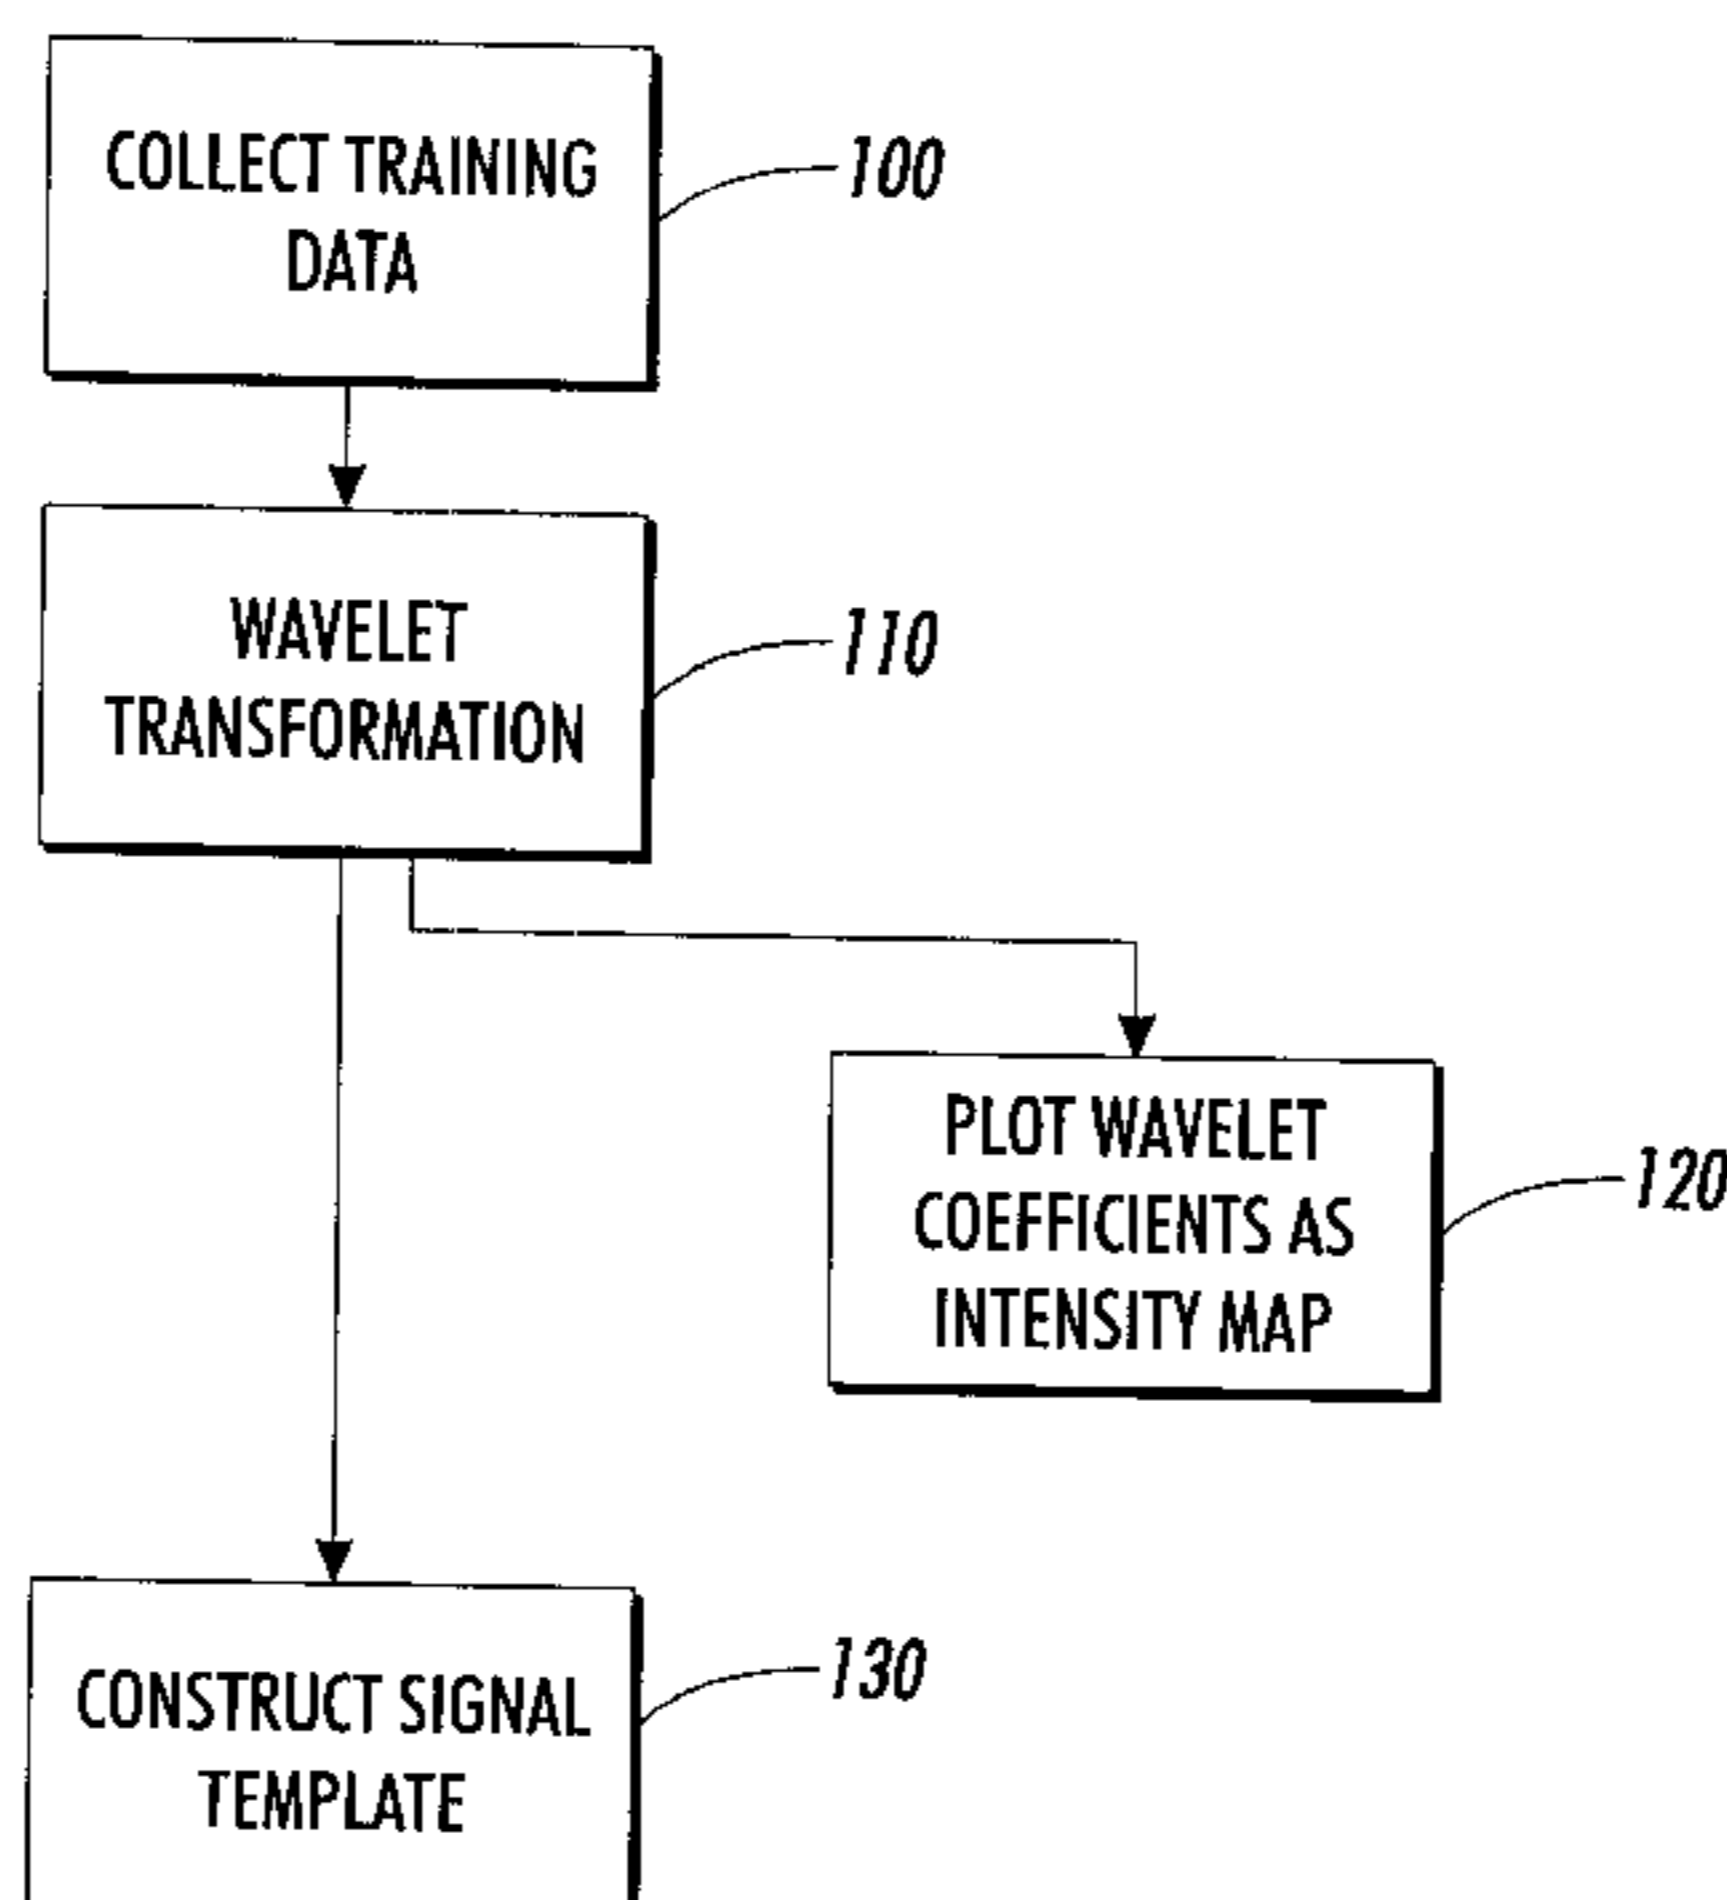 COLLECT TRAINING
DATA
100
WAVELET
TRANSFORMATION
110
PLOT WAVELET
COEFFICIENTS AS
INTENSITY MAP
120
CONSTRUCT SIGNAL
TEMPLATE
130